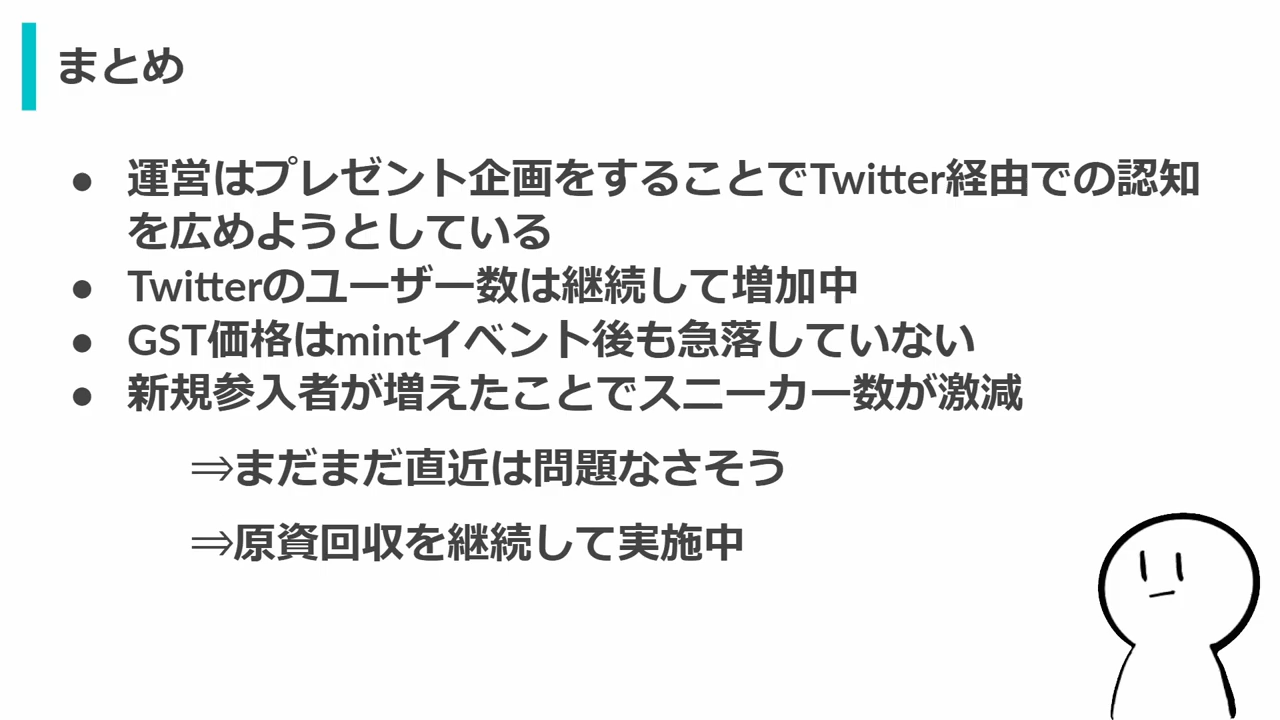 まとめ
● 運営はプレゼント企画をすることでTwitter経由での認知
を広めようとしている
● Twitterのユーザー数は継続して増加中
● GST価格はmintイベント後も急落していない
● 新規参入者が増えたことでスニーカー数が激減
⇒まだまだ直近は問題なさそう
⇒原資回収を継続して実施中